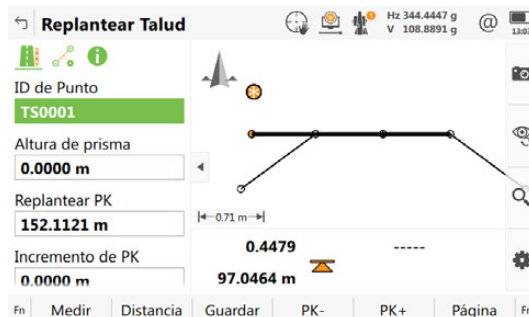 Replantear Talud
Hz 344.4447 g
V 108.8891 g
13:03
ID de Punto
TS0001
Altura de prisma
0.0000 m
Replantear PK
152.1121 m
Incremento de PK
0.0000 m
0.71 m
0.4479
-----
97.0464 m
Fn Medir Distancia Guardar PK- PK+ Página